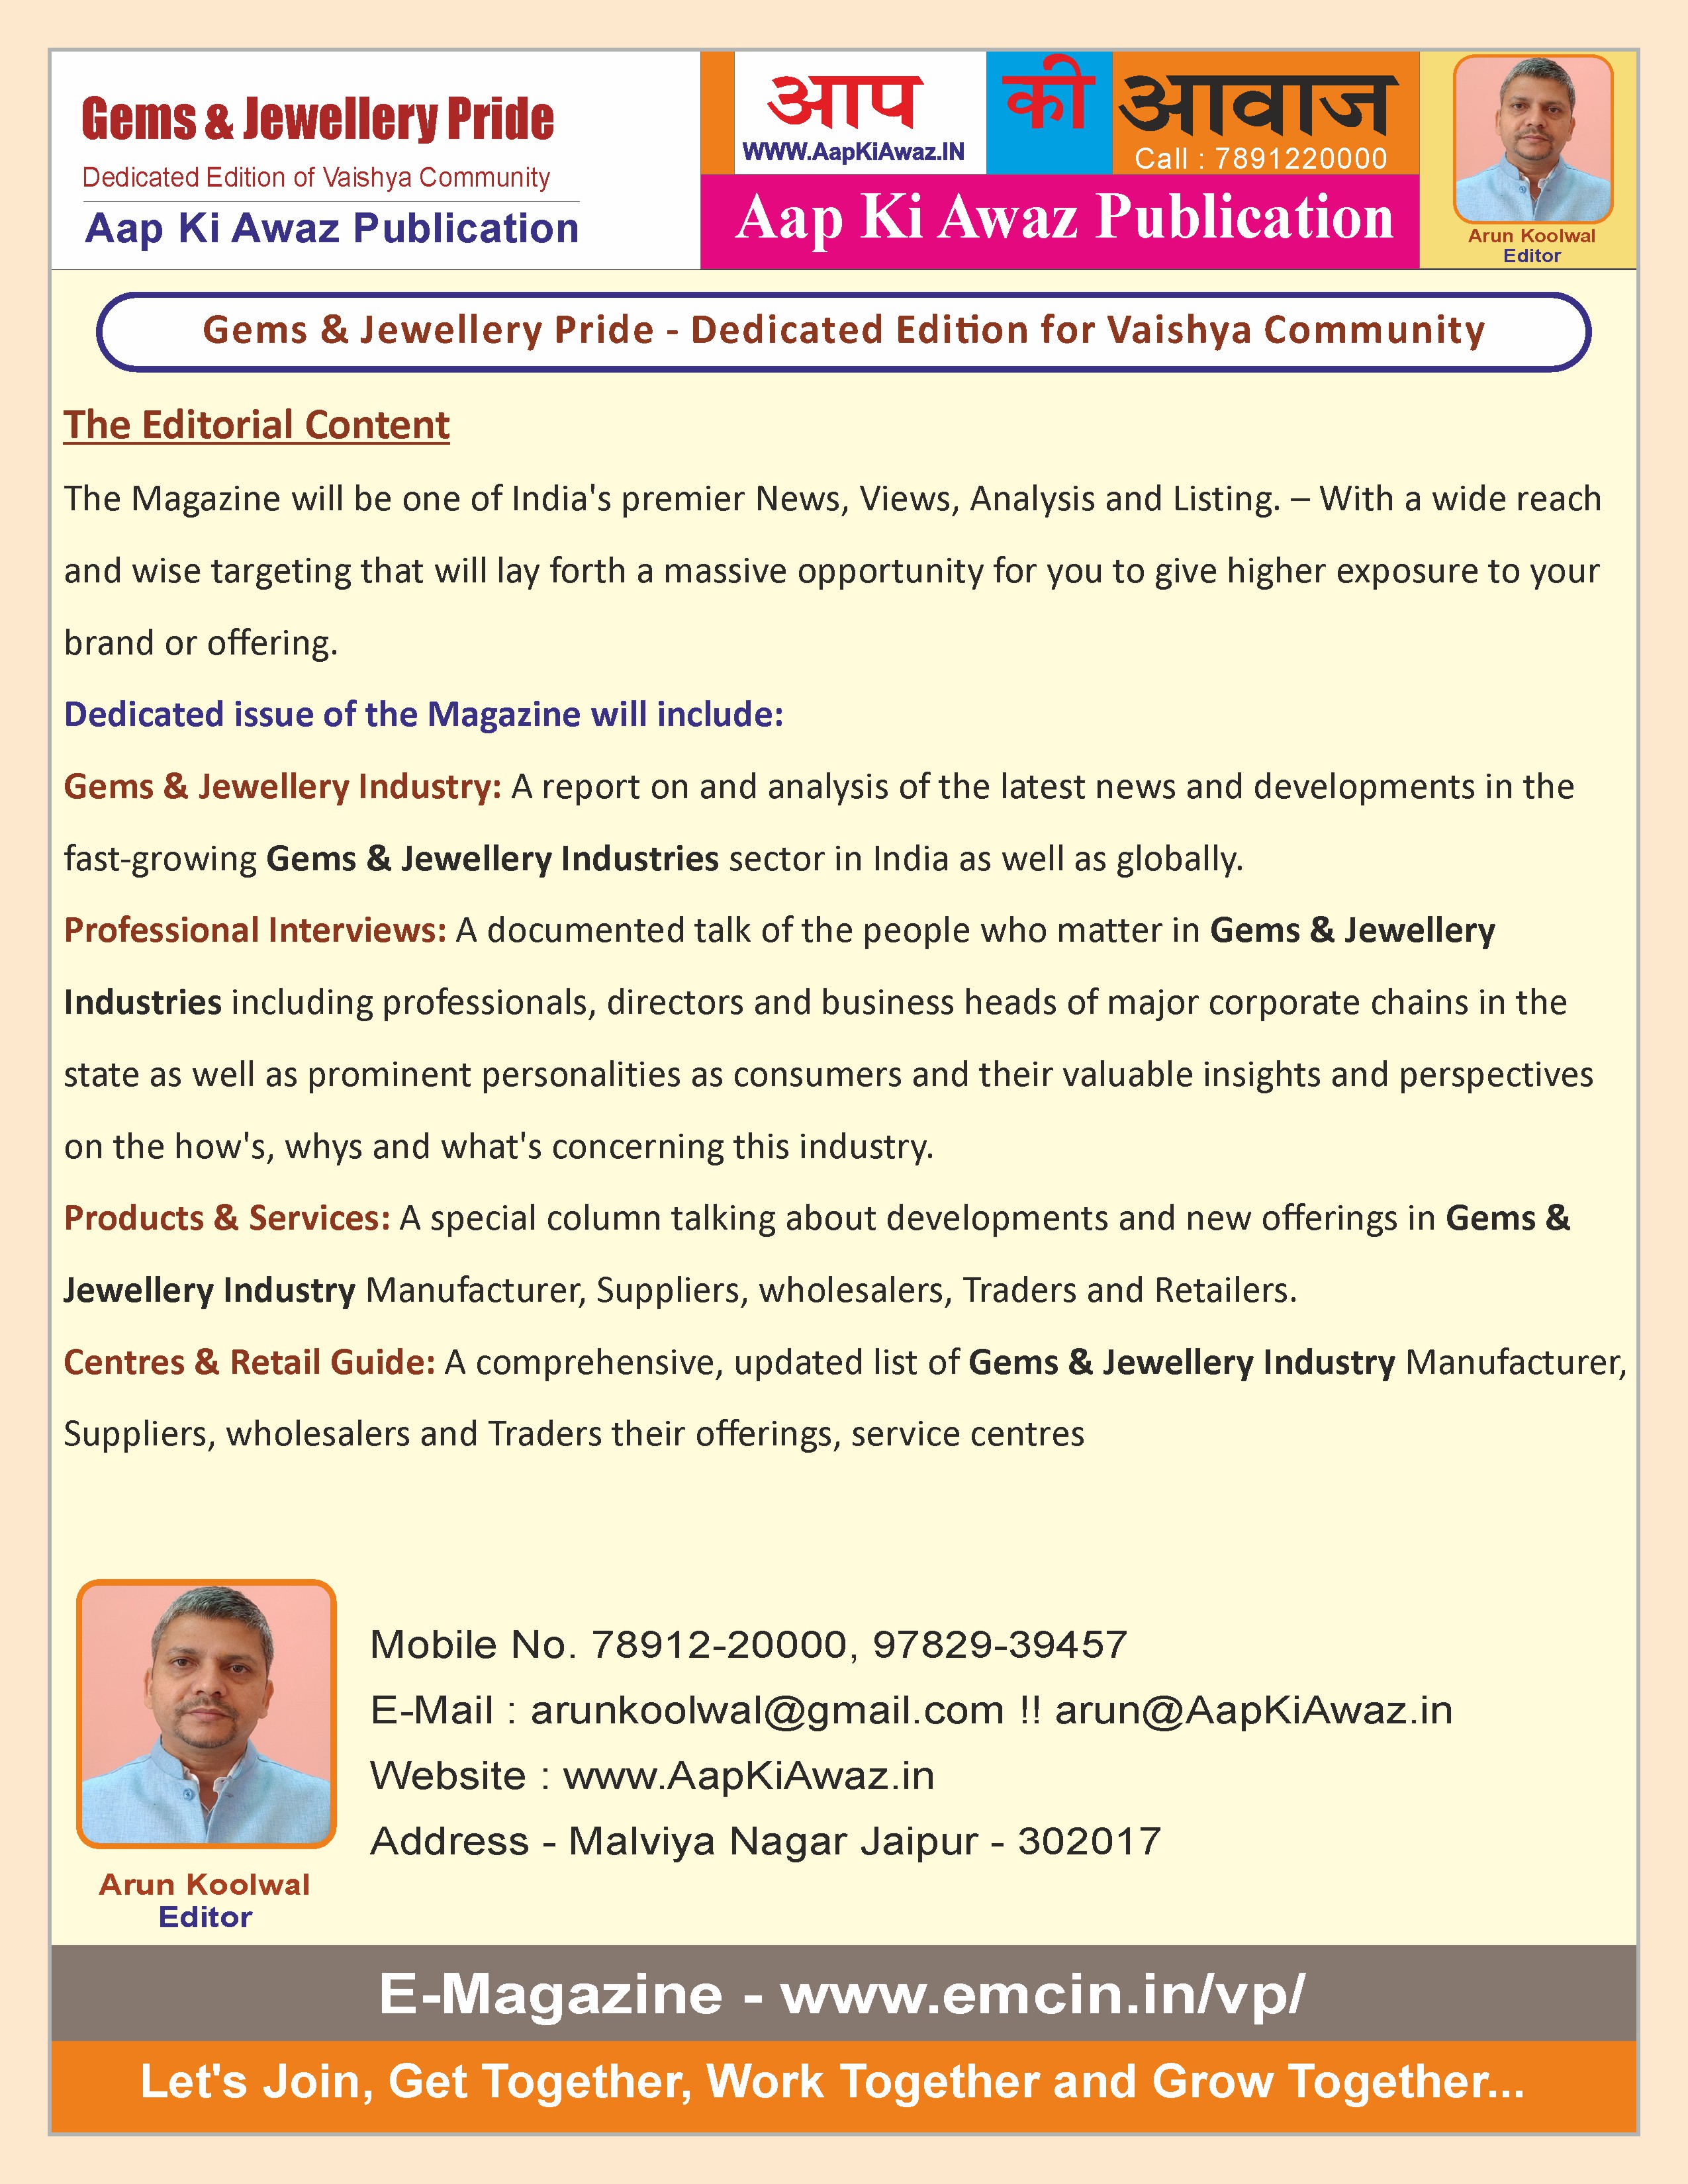 Gems & Jewellery Pride
Dedicated Edition of Vaishya Community
Aap Ki Awaz Publication
आप की आवाज
WWW.AapKiAwaz.IN
Call : 7891220000
Aap Ki Awaz Publication
Arun Koolwal
Editor
Gems & Jewellery Pride - Dedicated Edition for Vaishya Community
The Editorial Content
The Magazine will be one of India's premier News, Views, Analysis and Listing. – With a wide reach
and wise targeting that will lay forth a massive opportunity for you to give higher exposure to your
brand or offering.
Dedicated issue of the Magazine will include:
Gems & Jewellery Industry: A report on and analysis of the latest news and developments in the
fast-growing Gems & Jewellery Industries sector in India as well as globally.
Professional Interviews: A documented talk of the people who matter in Gems & Jewellery
Industries including professionals, directors and business heads of major corporate chains in the
state as well as prominent personalities as consumers and their valuable insights and perspectives
on the how's, whys and what's concerning this industry.
Products & Services: A special column talking about developments and new offerings in Gems &
Jewellery Industry Manufacturer, Suppliers, wholesalers, Traders and Retailers.
Centres & Retail Guide: A comprehensive, updated list of Gems & Jewellery Industry Manufacturer,
Suppliers, wholesalers and Traders their offerings, service centres
Mobile No. 78912-20000, 97829-39457
E-Mail : arunkoolwal@gmail.com !! arun@AapKiAwaz.in
Website : www.AapKiAwaz.in
Address - Malviya Nagar Jaipur - 302017
Arun Koolwal
Editor
E-Magazine - www.emcin.in/vp/
Let's Join, Get Together, Work Together and Grow Together...